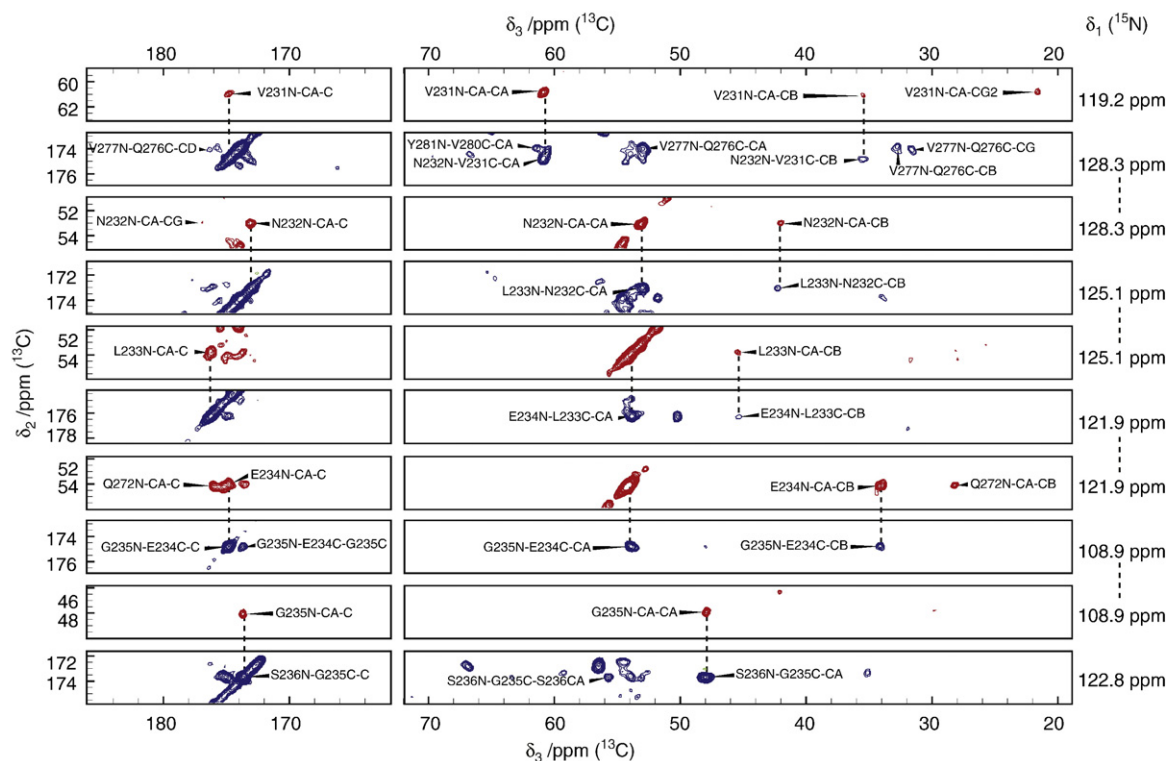 δ3 /ppm (13C)
δ1 (15N)
180 170 70 60 50 40 30 20
60
62
V231N-CA-C
V231N-CA-CA
V231N-CA-CB
V231N-CA-CG2
119.2 ppm
174
176
V277N-Q276C-CD
Y281N-V280C-CA
N232N-V231C-CA
V277N-Q276C-CA
N232N-V231C-CB
V277N-Q276C-CG
V277N-Q276C-CB
128.3 ppm
52
54
N232N-CA-CG
N232N-CA-C
N232N-CA-CA
N232N-CA-CB
128.3 ppm
172
174
L233N-N232C-CA
L233N-N232C-CB
125.1 ppm
52
54
L233N-CA-C
L233N-CA-CB
125.1 ppm
δ2 /ppm (13C)
176
178
E234N-L233C-CA
E234N-L233C-CB
121.9 ppm
52
54
Q272N-CA-C
E234N-CA-C
E234N-CA-CB
Q272N-CA-CB
121.9 ppm
174
176
G235N-E234C-C
G235N-E234C-G235C
G235N-E234C-CA
G235N-E234C-CB
108.9 ppm
46
48
G235N-CA-C
G235N-CA-CA
108.9 ppm
172
174
S236N-G235C-C
S236N-G235C-S236CA
S236N-G235C-CA
122.8 ppm
180 170 70 60 50 40 30 20
δ3 /ppm (13C)